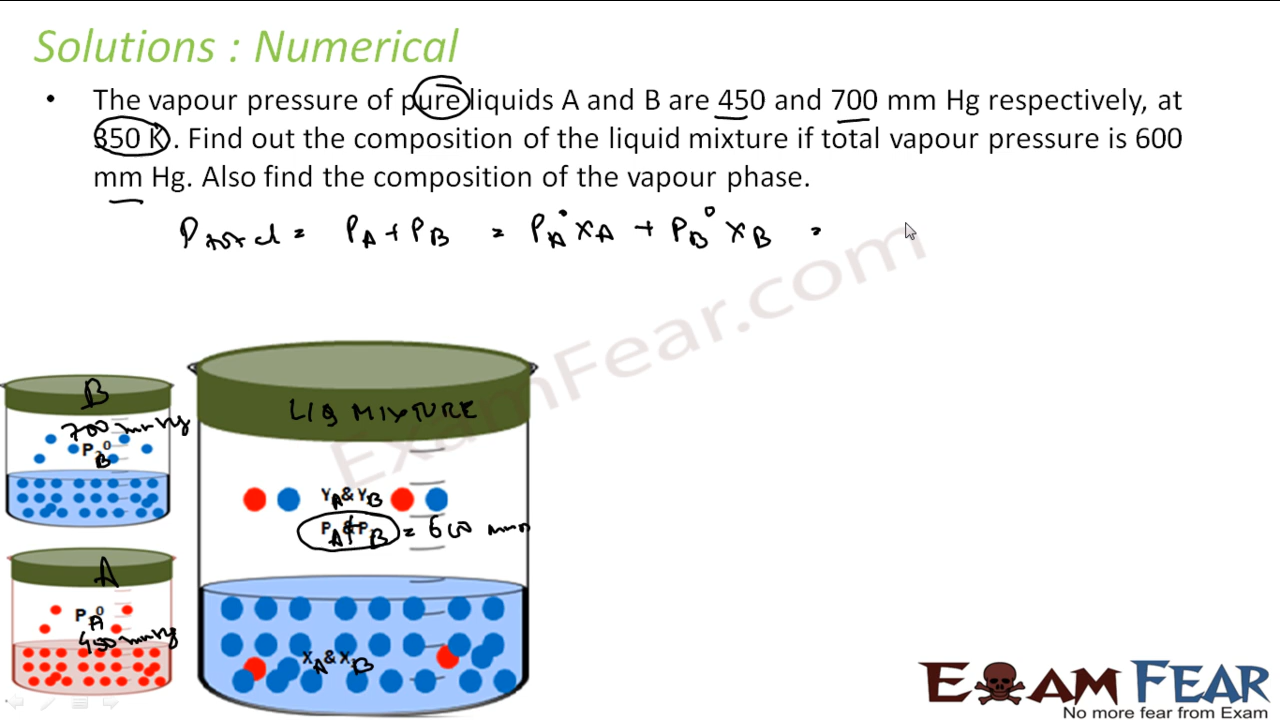 Solutions : Numerical
• The vapour pressure of pure liquids A and B are 450 and 700 mm Hg respectively, at
350 K . Find out the composition of the liquid mixture if total vapour pressure is 600
mm Hg. Also find the composition of the vapour phase.
P total = PA + PB = PA° XA + PB° XB =
ExamFear.com
B
700 mm Hg
PB0
A
PA0
450 mm Hg
LIQ MIXTURE
YA & YB
PA + PB = 600 mm
XA & XB
EXAM FEAR
No more fear from Exam